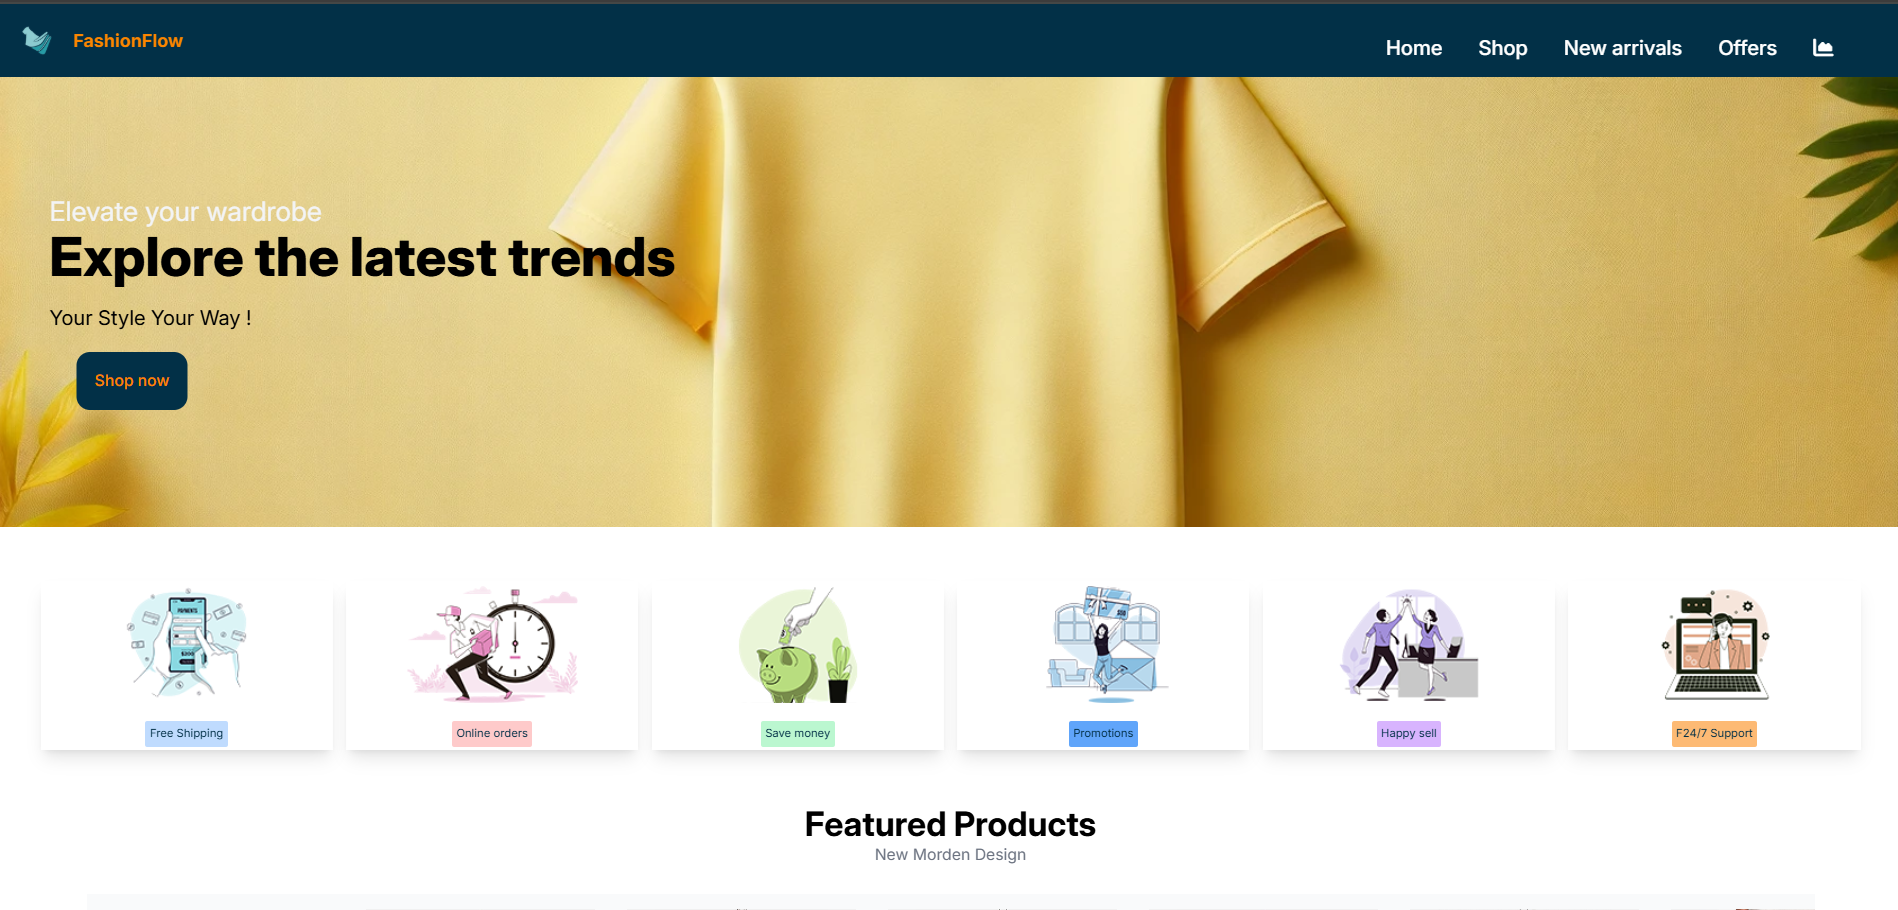 FashionFlow
Home Shop New arrivals Offers
Elevate your wardrobe
Explore the latest trends
Your Style Your Way !
Shop now
PAYMENTS
Free Shipping
Online orders
Save money
Promotions
Happy sell
F24/7 Support
Featured Products
New Morden Design